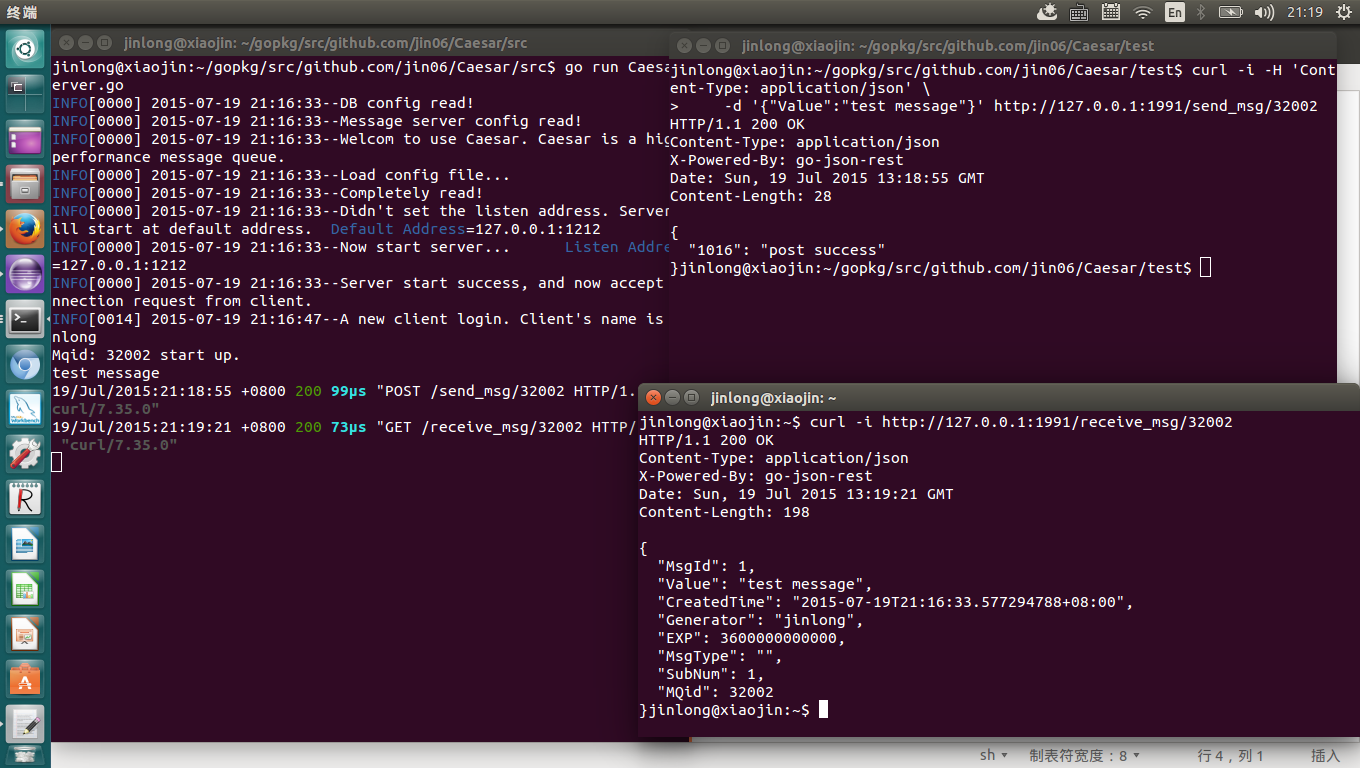 终端
En
21:19
jinlong@xiaojin: ~/gopkg/src/github.com/jin06/Caesar/src
jinlong@xiaojin:~/gopkg/src/github.com/jin06/Caesar/src$ go run Caesa
erver.go
INFO[0000] 2015-07-19 21:16:33--DB config read!
INFO[0000] 2015-07-19 21:16:33--Message server config read!
INFO[0000] 2015-07-19 21:16:33--Welcom to use Caesar. Caesar is a hig
performance message queue.
INFO[0000] 2015-07-19 21:16:33--Load config file...
INFO[0000] 2015-07-19 21:16:33--Completely read!
INFO[0000] 2015-07-19 21:16:33--Didn't set the listen address. Server
ill start at default address.  Default Address=127.0.0.1:1212
INFO[0000] 2015-07-19 21:16:33--Now start server...      Listen Addre
=127.0.0.1:1212
INFO[0000] 2015-07-19 21:16:33--Server start success, and now accept
nnection request from client.
INFO[0014] 2015-07-19 21:16:47--A new client login. Client's name is
nlong
Mqid: 32002 start up.
test message
19/Jul/2015:21:18:55 +0800 200 99μs "POST /send_msg/32002 HTTP/1.
curl/7.35.0"
19/Jul/2015:21:19:21 +0800 200 73μs "GET /receive_msg/32002 HTTP/
"curl/7.35.0"
jinlong@xiaojin: ~/gopkg/src/github.com/jin06/Caesar/test
jinlong@xiaojin:~/gopkg/src/github.com/jin06/Caesar/test$ curl -i -H 'Cont
ent-Type: application/json' \
>     -d '{"Value":"test message"}' http://127.0.0.1:1991/send_msg/32002
HTTP/1.1 200 OK
Content-Type: application/json
X-Powered-By: go-json-rest
Date: Sun, 19 Jul 2015 13:18:55 GMT
Content-Length: 28

{
  "1016": "post success"
}jinlong@xiaojin:~/gopkg/src/github.com/jin06/Caesar/test$
jinlong@xiaojin: ~
jinlong@xiaojin:~$ curl -i http://127.0.0.1:1991/receive_msg/32002
HTTP/1.1 200 OK
Content-Type: application/json
X-Powered-By: go-json-rest
Date: Sun, 19 Jul 2015 13:19:21 GMT
Content-Length: 198

{
  "MsgId": 1,
  "Value": "test message",
  "CreatedTime": "2015-07-19T21:16:33.577294788+08:00",
  "Generator": "jinlong",
  "EXP": 3600000000000,
  "MsgType": "",
  "SubNum": 1,
  "MQid": 32002
}jinlong@xiaojin:~$
sh
制表符宽度：8
行 4，列 1
插入